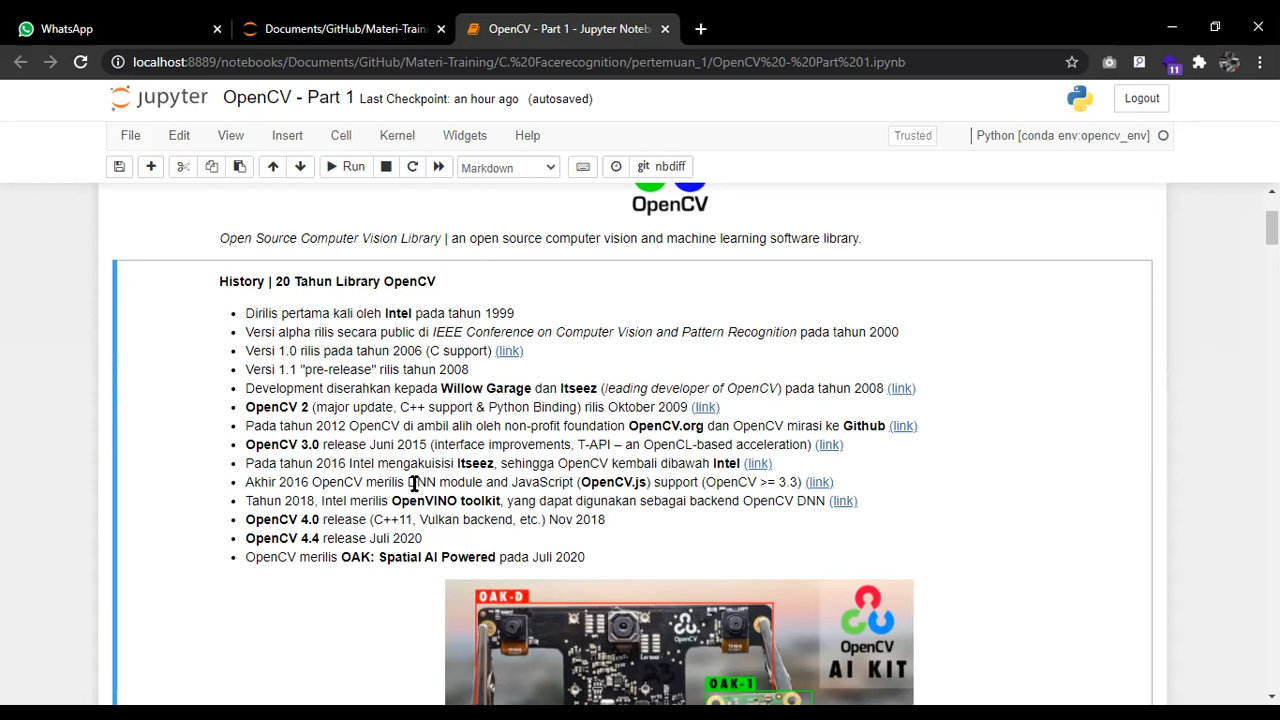 WhatsApp
Documents/GitHub/Materi-Train
OpenCV - Part 1 - Jupyter Noteb
localhost:8889/notebooks/Documents/GitHub/Materi-Training/C.%20Facerecognition/pertemuan_1/OpenCV%20-%20Part%201.ipynb
11
jupyter OpenCV - Part 1 Last Checkpoint: an hour ago (autosaved)
Logout
File Edit View Insert Cell Kernel Widgets Help
Trusted
Python [conda env:opencv_env]
Run
Markdown
git nbdiff
OpenCV
Open Source Computer Vision Library | an open source computer vision and machine learning software library.
History | 20 Tahun Library OpenCV
Dirilis pertama kali oleh Intel pada tahun 1999
Versi alpha rilis secara public di IEEE Conference on Computer Vision and Pattern Recognition pada tahun 2000
Versi 1.0 rilis pada tahun 2006 (C support) (link)
Versi 1.1 "pre-release" rilis tahun 2008
Development diserahkan kepada Willow Garage dan Itseez (leading developer of OpenCV) pada tahun 2008 (link)
OpenCV 2 (major update, C++ support & Python Binding) rilis Oktober 2009 (link)
Pada tahun 2012 OpenCV di ambil alih oleh non-profit foundation OpenCV.org dan OpenCV mirasi ke Github (link)
OpenCV 3.0 release Juni 2015 (interface improvements, T-API – an OpenCL-based acceleration) (link)
Pada tahun 2016 Intel mengakuisisi Itseez, sehingga OpenCV kembali dibawah Intel (link)
Akhir 2016 OpenCV merilis DNN module and JavaScript (OpenCV.js) support (OpenCV >= 3.3) (link)
Tahun 2018, Intel merilis OpenVINO toolkit, yang dapat digunakan sebagai backend OpenCV DNN (link)
OpenCV 4.0 release (C++11, Vulkan backend, etc.) Nov 2018
OpenCV 4.4 release Juli 2020
OpenCV merilis OAK: Spatial AI Powered pada Juli 2020
OAK-D
OpenCV
OpenCV
AI KIT
OAK-1